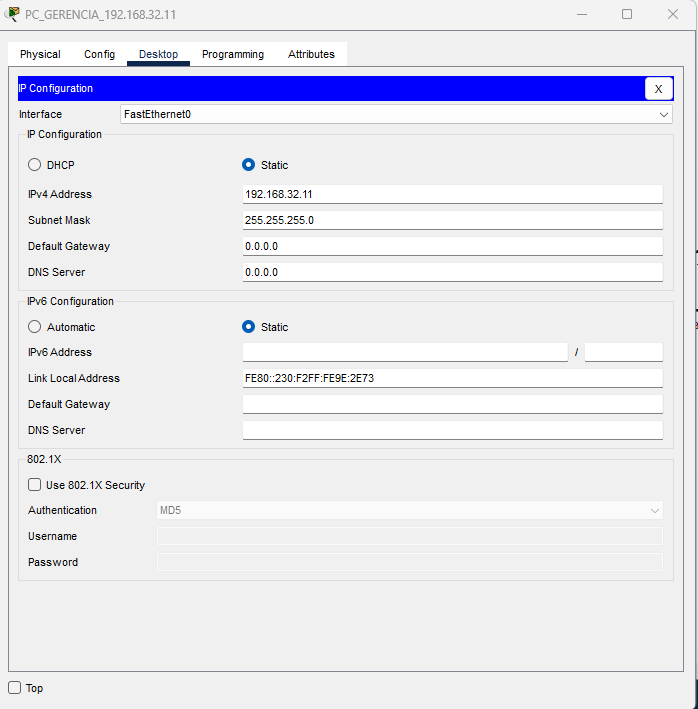 PC_GERENCIA_192.168.32.11
Physical Config Desktop Programming Attributes
IP Configuration X
Interface FastEthernet0
IP Configuration
DHCP Static
IPv4 Address 192.168.32.11
Subnet Mask 255.255.255.0
Default Gateway 0.0.0.0
DNS Server 0.0.0.0
IPv6 Configuration
Automatic Static
IPv6 Address /
Link Local Address FE80::230:F2FF:FE9E:2E73
Default Gateway
DNS Server
802.1X
Use 802.1X Security
Authentication MD5
Username
Password
Top